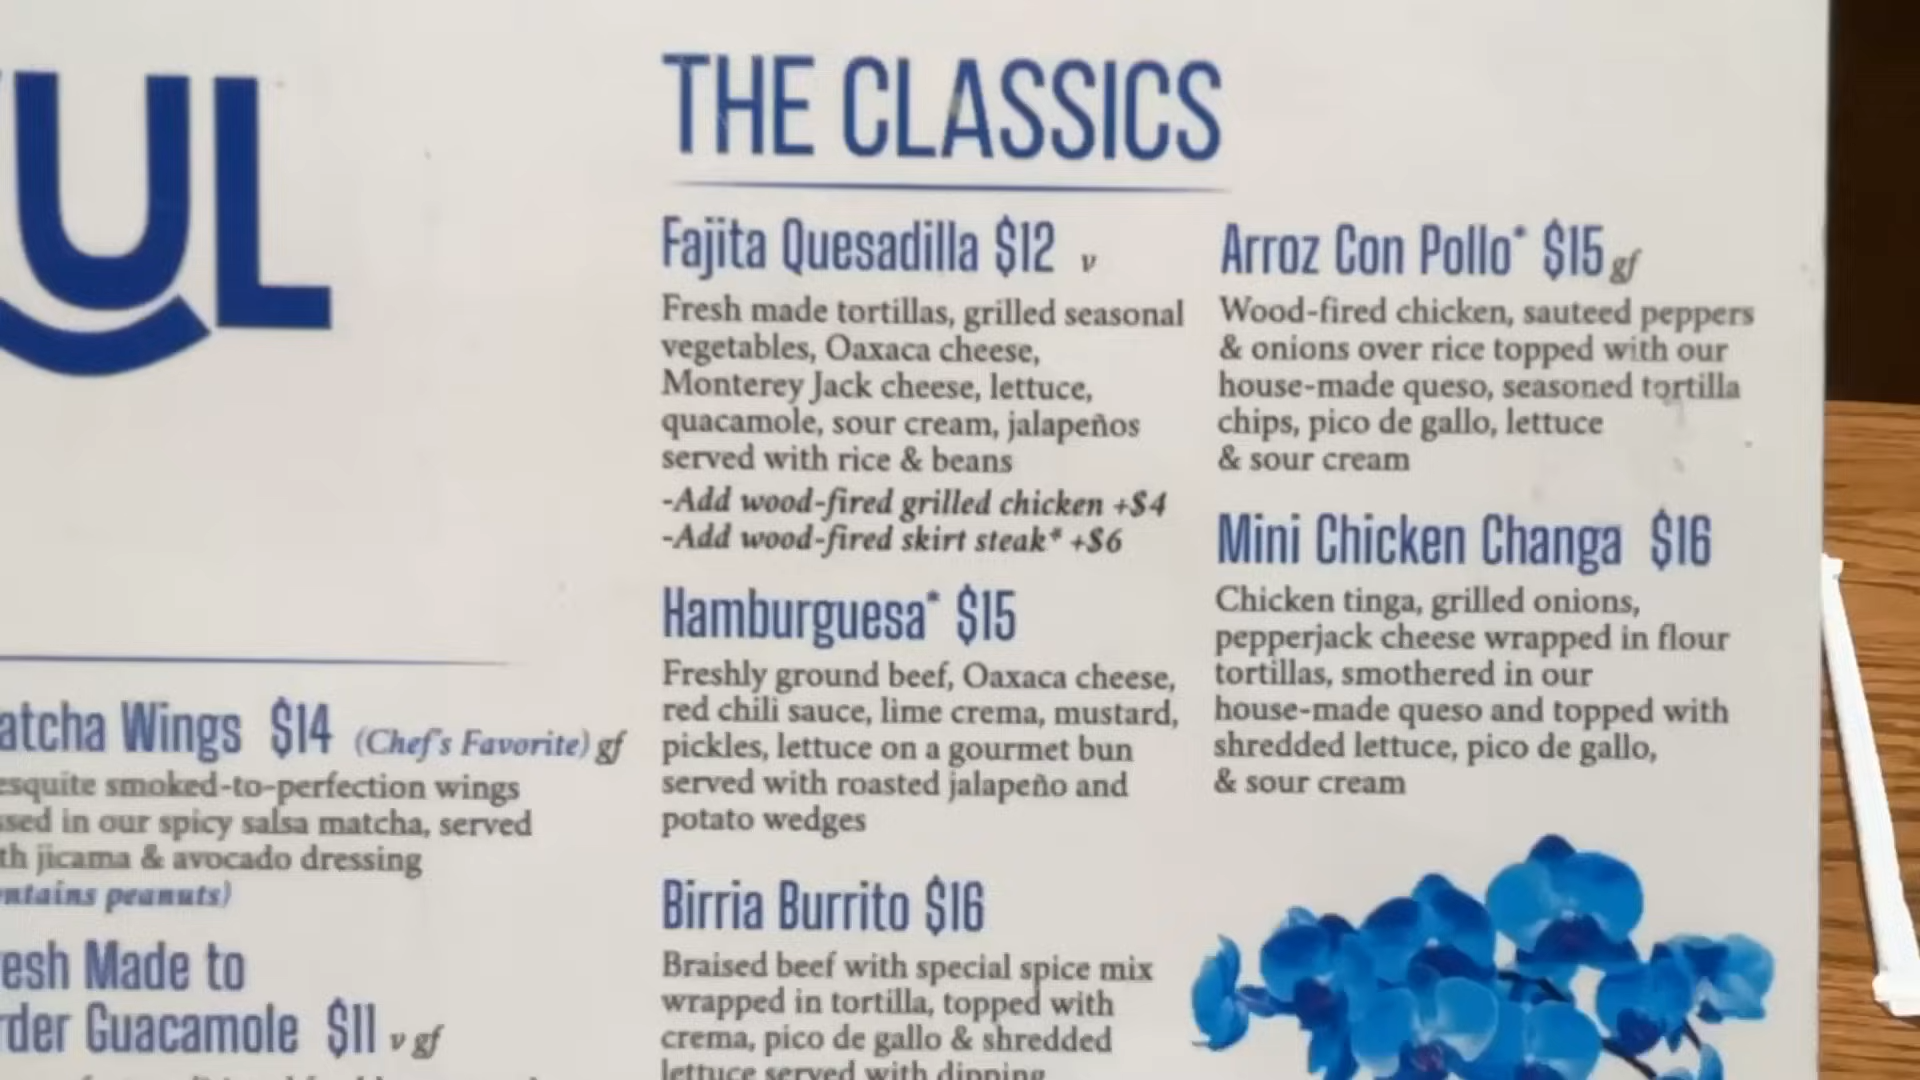 UL
atcha Wings $14 (Chef's Favorite) gf
esquite smoked-to-perfection wings
ssed in our spicy salsa matcha, served
th jicama & avocado dressing
ntains peanuts)
esh Made to
rder Guacamole $11 v gf
THE CLASSICS
Fajita Quesadilla $12 v
Fresh made tortillas, grilled seasonal
vegetables, Oaxaca cheese,
Monterey Jack cheese, lettuce,
quacamole, sour cream, jalapeños
served with rice & beans
-Add wood-fired grilled chicken +$4
-Add wood-fired skirt steak* +$6
Hamburguesa* $15
Freshly ground beef, Oaxaca cheese,
red chili sauce, lime crema, mustard,
pickles, lettuce on a gourmet bun
served with roasted jalapeño and
potato wedges
Birria Burrito $16
Braised beef with special spice mix
wrapped in tortilla, topped with
crema, pico de gallo & shredded
lettuce served with dipping
Arroz Con Pollo* $15 gf
Wood-fired chicken, sauteed peppers
& onions over rice topped with our
house-made queso, seasoned tortilla
chips, pico de gallo, lettuce
& sour cream
Mini Chicken Changa $16
Chicken tinga, grilled onions,
pepperjack cheese wrapped in flour
tortillas, smothered in our
house-made queso and topped with
shredded lettuce, pico de gallo,
& sour cream